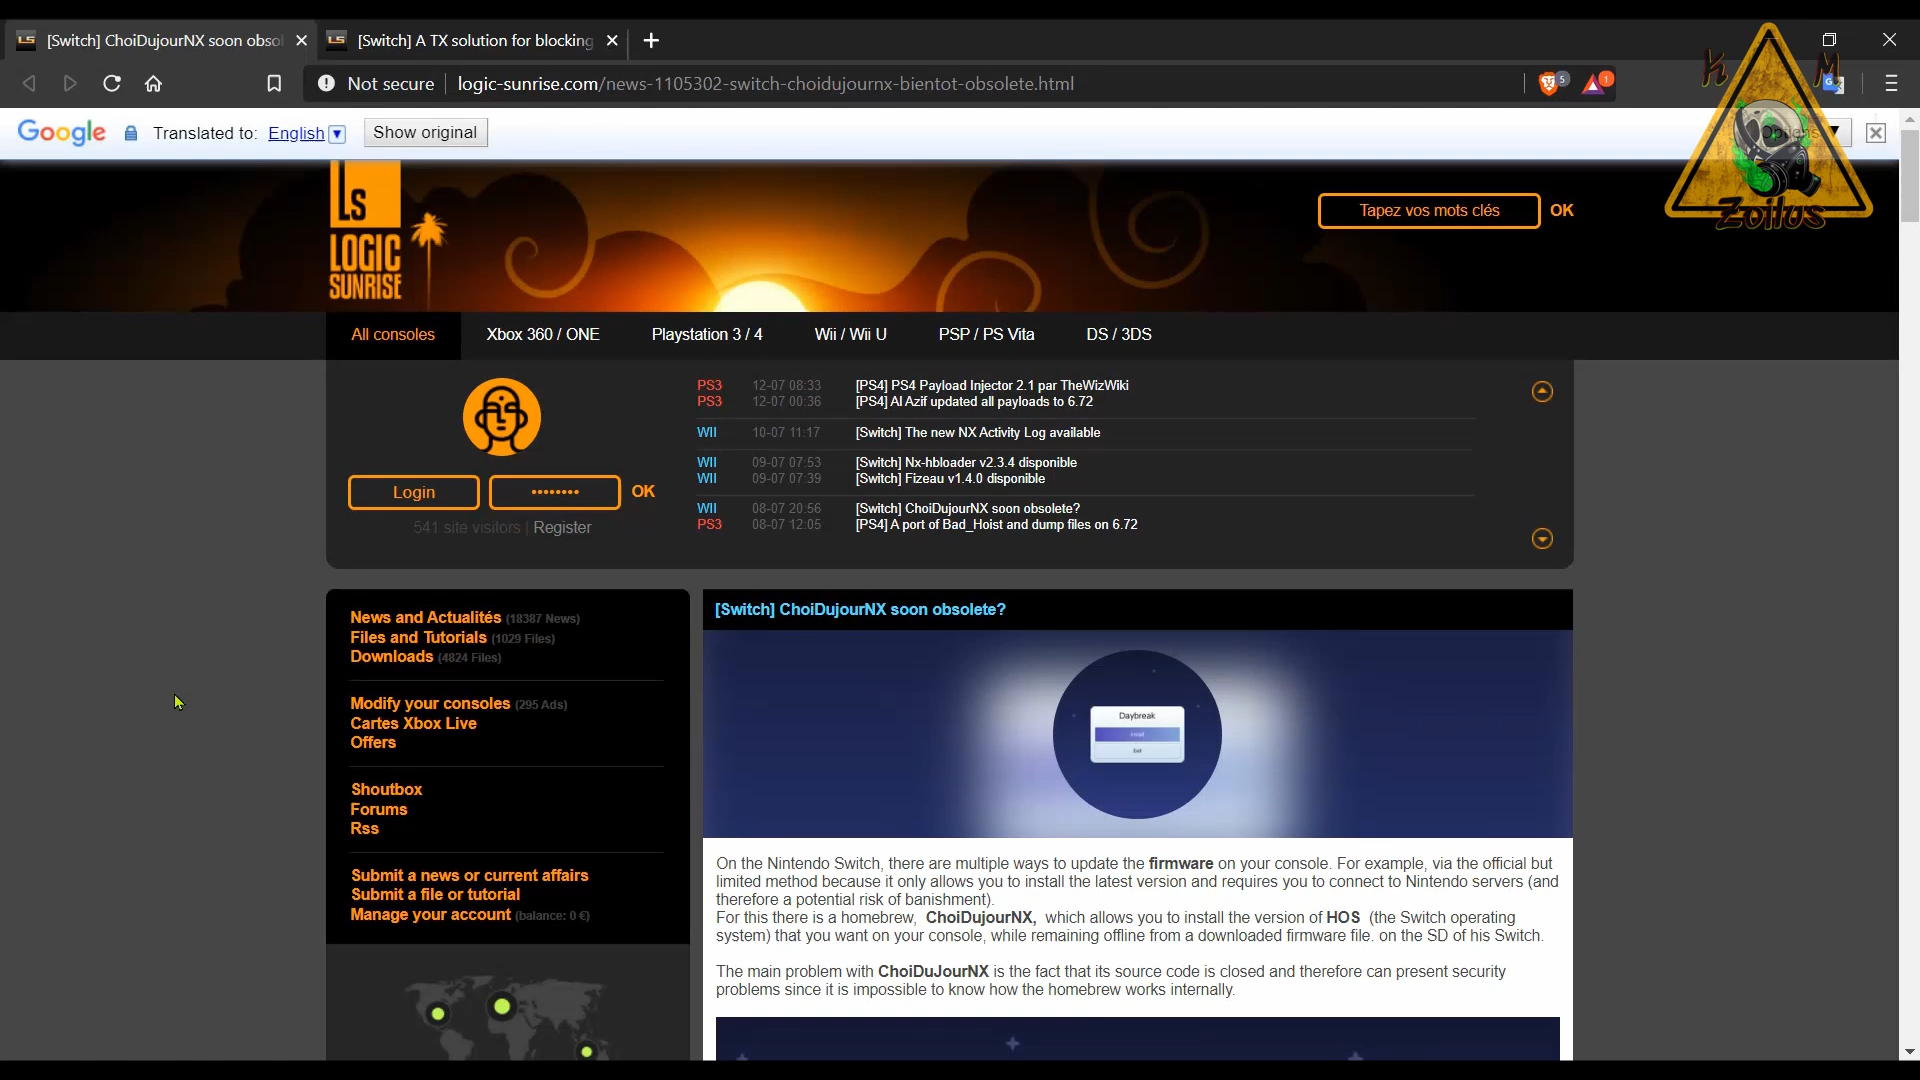 [Switch] ChoiDujourNX soon obso
[Switch] A TX solution for blocking
Not secure
logic-sunrise.com/news-1105302-switch-choidujournx-bientot-obsolete.html
5
1
K M
Google
Translated to: English
Show original
Options
Zoilus
Ls
LOGIC
SUNRISE
Tapez vos mots clés OK
All consoles
Xbox 360 / ONE
Playstation 3 / 4
Wii / Wii U
PSP / PS Vita
DS / 3DS
PS3 12-07 08:33 [PS4] PS4 Payload Injector 2.1 par TheWizWiki
PS3 12-07 00:36 [PS4] Al Azif updated all payloads to 6.72
WII 10-07 11:17 [Switch] The new NX Activity Log available
WII 09-07 07:53 [Switch] Nx-hbloader v2.3.4 disponible
WII 09-07 07:39 [Switch] Fizeau v1.4.0 disponible
WII 08-07 20:56 [Switch] ChoiDujourNX soon obsolete?
PS3 08-07 12:05 [PS4] A port of Bad_Hoist and dump files on 6.72
Login •••••••• OK
541 site visitors | Register
News and Actualités (18387 News)
Files and Tutorials (1029 Files)
Downloads (4824 Files)
Modify your consoles (295 Ads)
Cartes Xbox Live
Offers
Shoutbox
Forums
Rss
Submit a news or current affairs
Submit a file or tutorial
Manage your account (balance: 0 €)
[Switch] ChoiDujourNX soon obsolete?
Daybreak
Install
Exit
On the Nintendo Switch, there are multiple ways to update the firmware on your console. For example, via the official but
limited method because it only allows you to install the latest version and requires you to connect to Nintendo servers (and
therefore a potential risk of banishment).
For this there is a homebrew, ChoiDujourNX, which allows you to install the version of HOS (the Switch operating
system) that you want on your console, while remaining offline from a downloaded firmware file. on the SD of his Switch.
The main problem with ChoiDuJourNX is the fact that its source code is closed and therefore can present security
problems since it is impossible to know how the homebrew works internally.